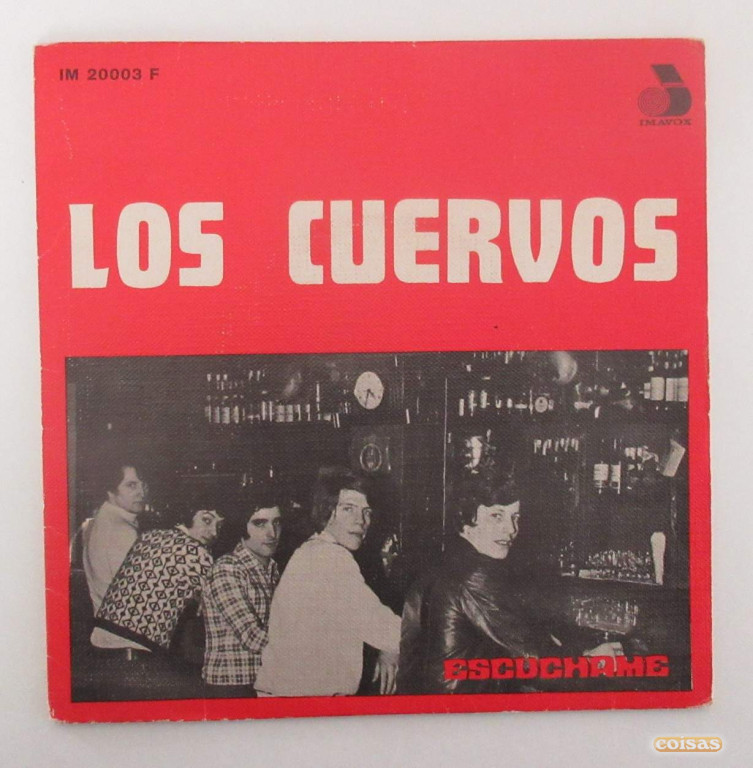 IM 20003 F
IMAVOX
LOS CUERVOS
ESCUCHAME
coisas